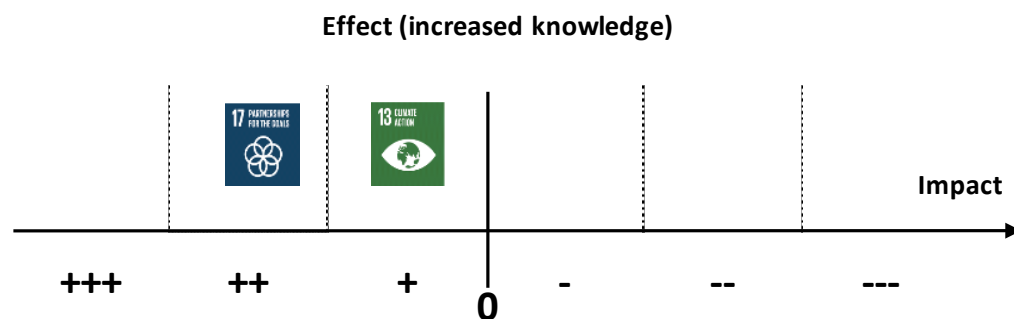 Effect (increased knowledge)
17 PARTNERSHIPS
FOR THE GOALS
13 CLIMATE
ACTION
Impact
+++ ++ + 0 - -- ---